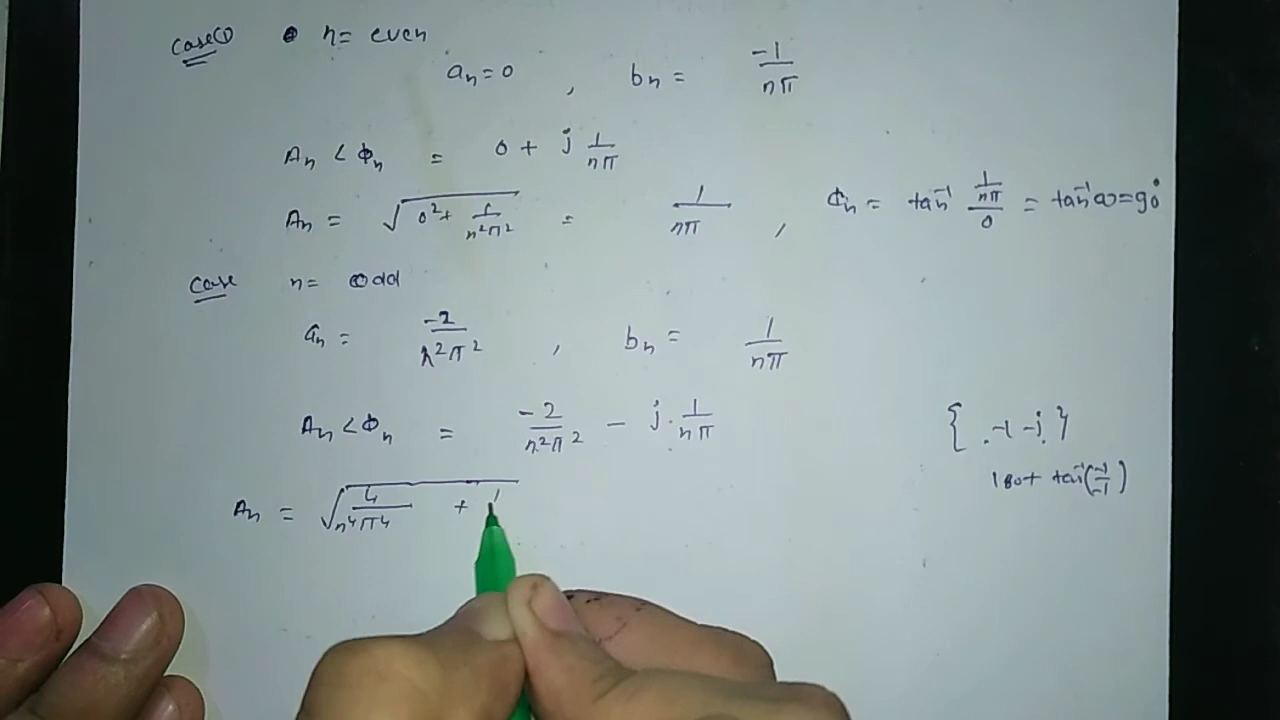 Case① n = even
an = 0 , bn = -1/nπ
An < Φn = 0 + j 1/nπ
An = √(0² + 1/n²π²) = 1/nπ , Φn = tan⁻¹ (1/nπ)/0 = tan⁻¹ ∞ = 90°
Case n = odd
an = -2/n²π² , bn = 1/nπ
An < Φn = -2/n²π² - j. 1/nπ { -1 -j }
180 + tan⁻¹(-1/-1)
An = √(4/n⁴π⁴ + 1